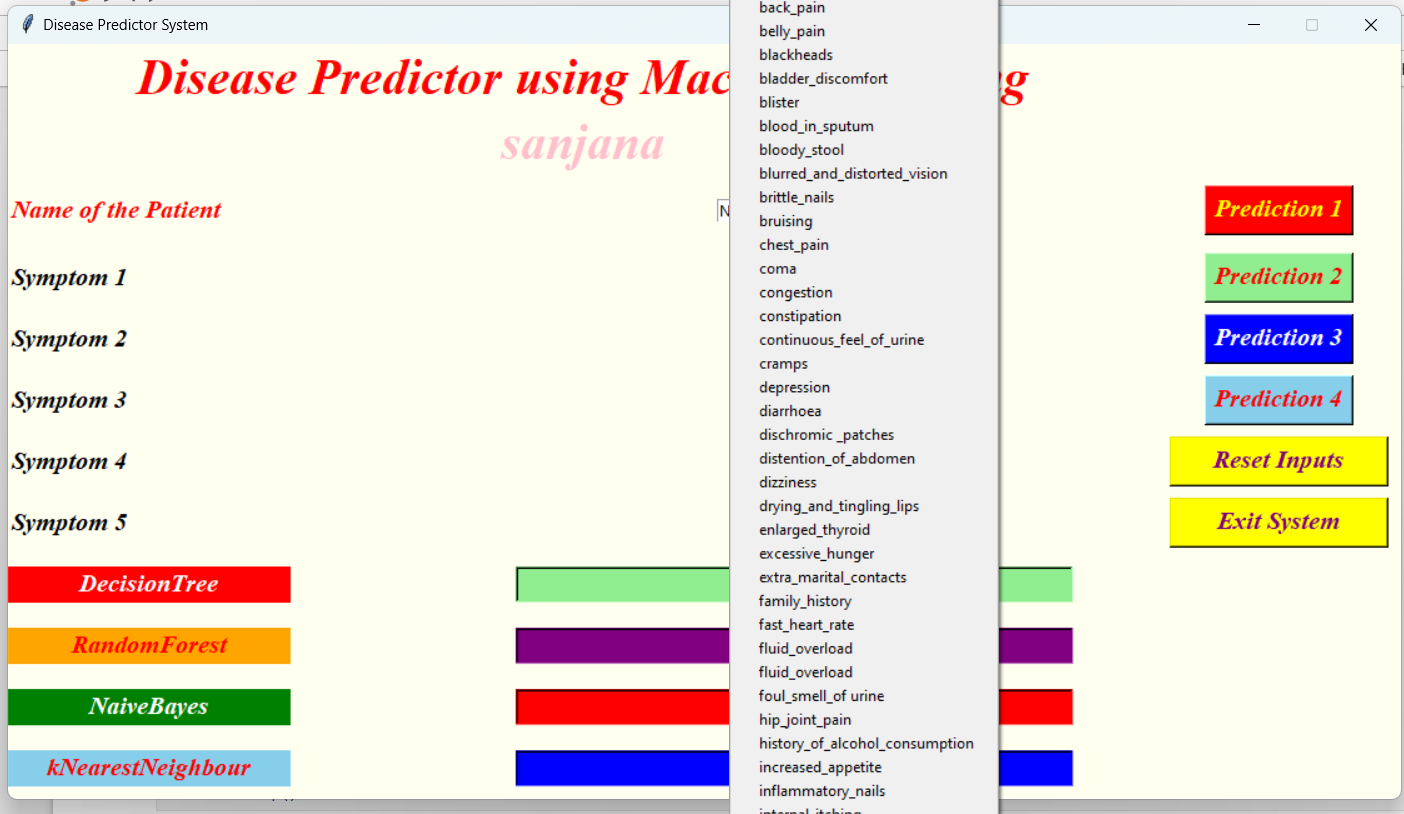 Disease Predictor System
Disease Predictor using Mac
sanjana
Name of the Patient
N
Symptom 1
Symptom 2
Symptom 3
Symptom 4
Symptom 5
DecisionTree
RandomForest
NaiveBayes
kNearestNeighbour
back_pain
belly_pain
blackheads
bladder_discomfort
blister
blood_in_sputum
bloody_stool
blurred_and_distorted_vision
brittle_nails
bruising
chest_pain
coma
congestion
constipation
continuous_feel_of_urine
cramps
depression
diarrhoea
dischromic _patches
distention_of_abdomen
dizziness
drying_and_tingling_lips
enlarged_thyroid
excessive_hunger
extra_marital_contacts
family_history
fast_heart_rate
fluid_overload
fluid_overload
foul_smell_of urine
hip_joint_pain
history_of_alcohol_consumption
increased_appetite
inflammatory_nails
internal_itching
Prediction 1
Prediction 2
Prediction 3
Prediction 4
Reset Inputs
Exit System